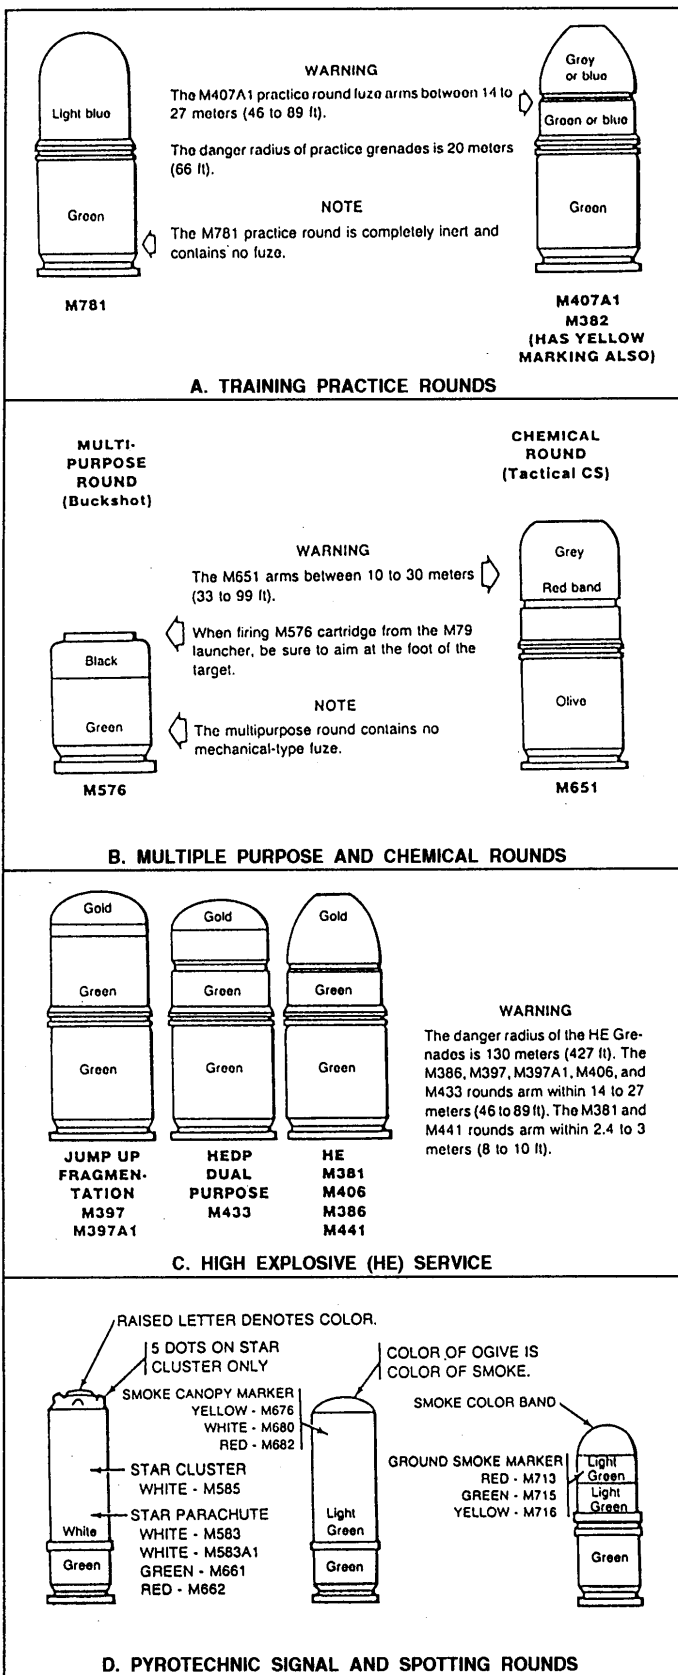 WARNING
The M407A1 practice round fuze arms between 14 to
27 meters (46 to 89 ft).
The danger radius of practice grenades is 20 meters
(66 ft).
NOTE
The M781 practice round is completely inert and
contains no fuze.
Light blue
Green
M781
Grey
or blue
Green or blue
Green
M407A1
M382
(HAS YELLOW
MARKING ALSO)
A. TRAINING PRACTICE ROUNDS
MULTI-
PURPOSE
ROUND
(Buckshot)
CHEMICAL
ROUND
(Tactical CS)
WARNING
The M651 arms between 10 to 30 meters
(33 to 99 ft).
When firing M576 cartridge from the M79
launcher, be sure to aim at the foot of the
target.
NOTE
The multipurpose round contains no
mechanical-type fuze.
Black
Green
M576
Grey
Red band
Olive
M651
B. MULTIPLE PURPOSE AND CHEMICAL ROUNDS
Gold
Green
Green
JUMP UP
FRAGMEN-
TATION
M397
M397A1
Gold
Green
Green
HEDP
DUAL
PURPOSE
M433
Gold
Green
Green
HE
M381
M406
M386
M441
WARNING
The danger radius of the HE Gre-
nades is 130 meters (427 ft). The
M386, M397, M397A1, M406, and
M433 rounds arm within 14 to 27
meters (46 to 89 ft). The M381 and
M441 rounds arm within 2.4 to 3
meters (8 to 10 ft).
C. HIGH EXPLOSIVE (HE) SERVICE
RAISED LETTER DENOTES COLOR.
5 DOTS ON STAR
CLUSTER ONLY
SMOKE CANOPY MARKER
YELLOW - M676
WHITE - M680
RED - M682
STAR CLUSTER
WHITE - M585
STAR PARACHUTE
WHITE - M583
WHITE - M583A1
GREEN - M661
RED - M662
White
Green
COLOR OF OGIVE IS
COLOR OF SMOKE.
Light
Green
Green
SMOKE COLOR BAND
GROUND SMOKE MARKER
RED - M713
GREEN - M715
YELLOW - M716
Light
Green
Light
Green
Green
D. PYROTECHNIC SIGNAL AND SPOTTING ROUNDS